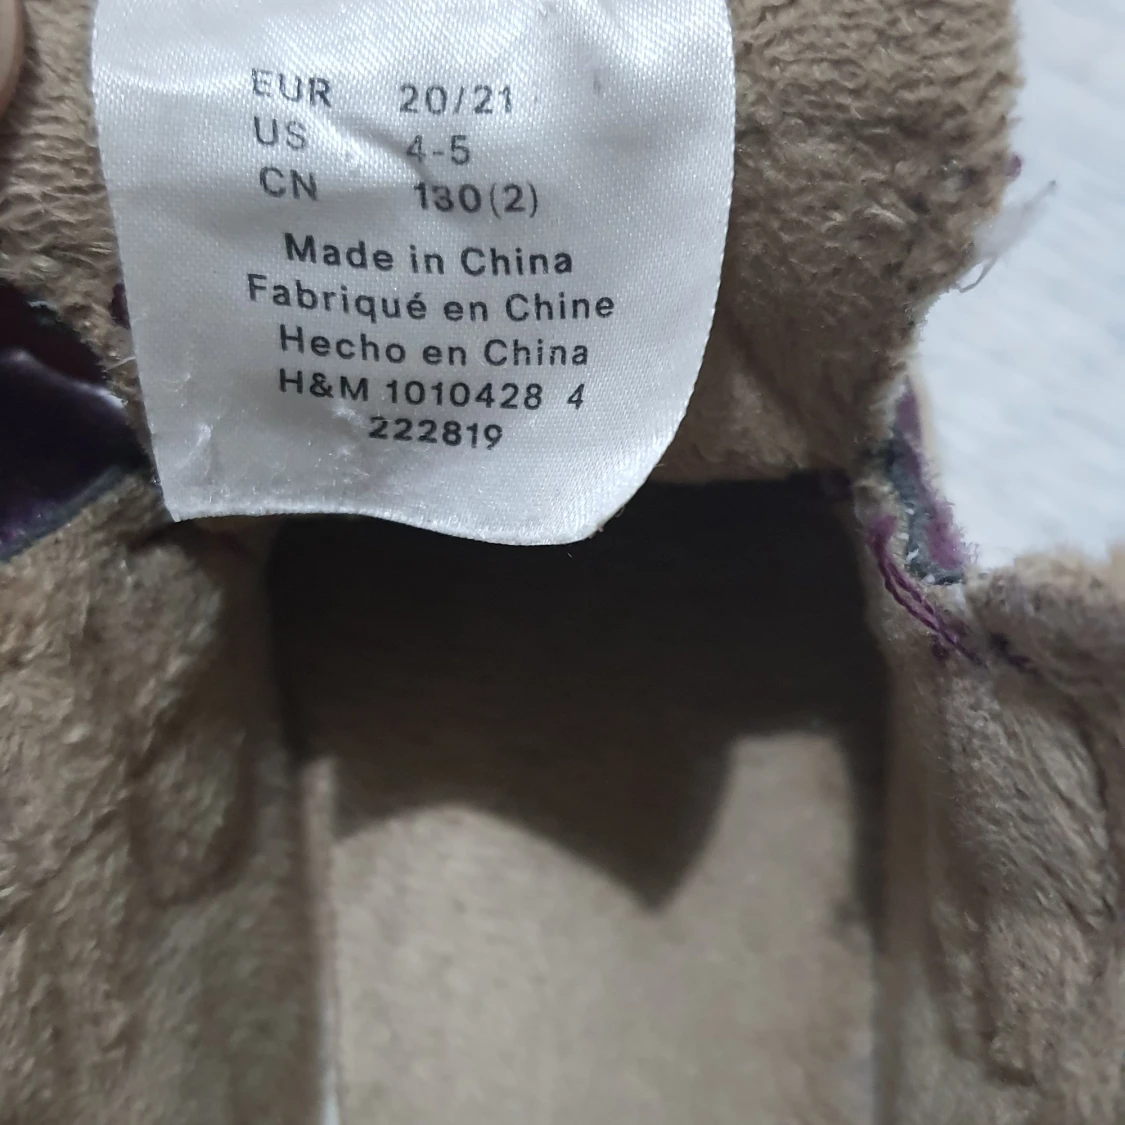 EUR 20/21
US 4-5
CN 130(2)
Made in China
Fabriqué en Chine
Hecho en China
H&M 1010428 4
222819